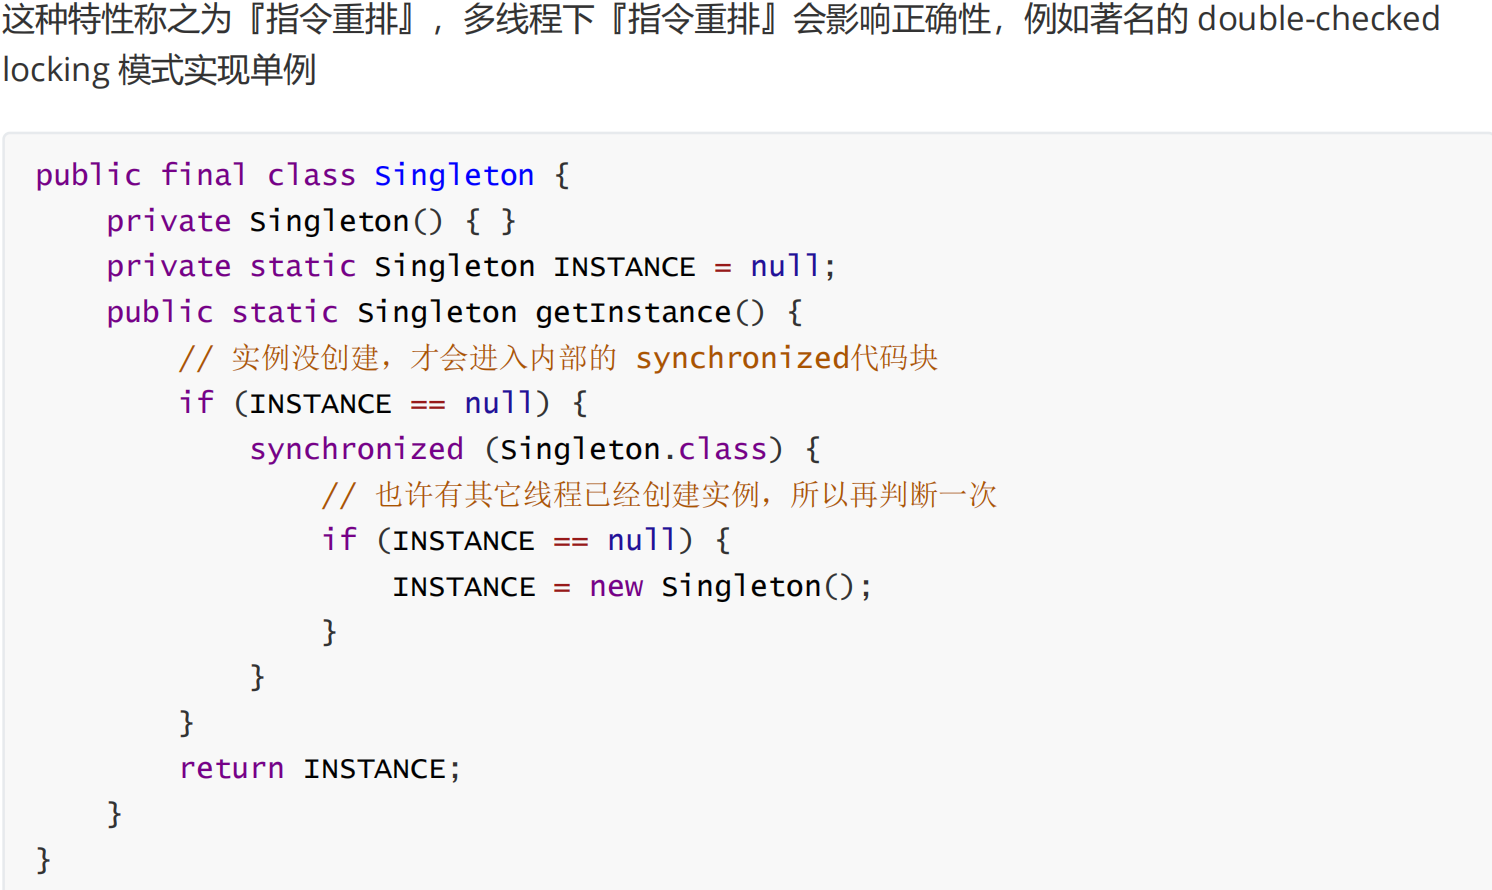 这种特性称之为『指令重排』，多线程下『指令重排』会影响正确性，例如著名的 double-checked
locking 模式实现单例
public final class Singleton {
    private Singleton() { }
    private static Singleton INSTANCE = null;
    public static Singleton getInstance() {
        // 实例没创建，才会进入内部的 synchronized代码块
        if (INSTANCE == null) {
            synchronized (Singleton.class) {
                // 也许有其它线程已经创建实例，所以再判断一次
                if (INSTANCE == null) {
                    INSTANCE = new Singleton();
                }
            }
        }
        return INSTANCE;
    }
}